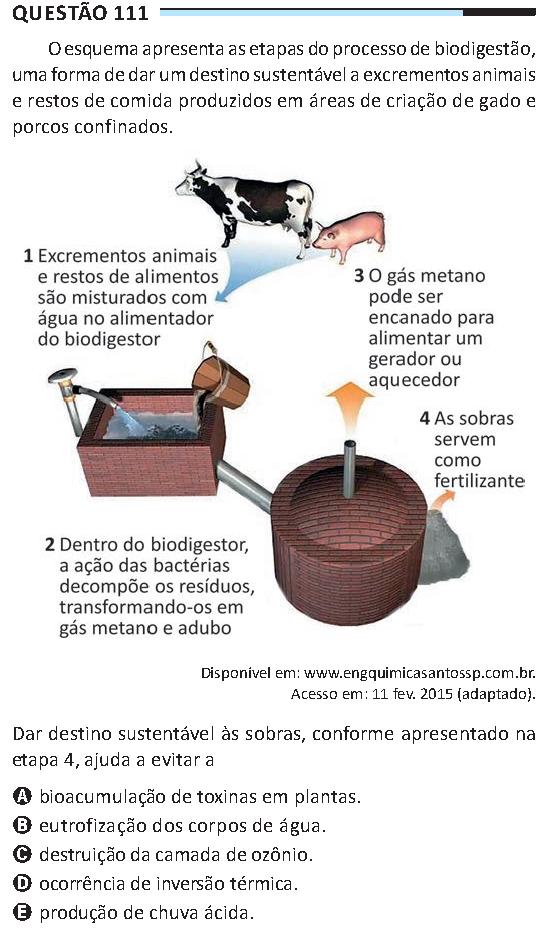 QUESTÃO 111
O esquema apresenta as etapas do processo de biodigestão,
uma forma de dar um destino sustentável a excrementos animais
e restos de comida produzidos em áreas de criação de gado e
porcos confinados.
1 Excrementos animais
e restos de alimentos
são misturados com
água no alimentador
do biodigestor
3 O gás metano
pode ser
encanado para
alimentar um
gerador ou
aquecedor
4 As sobras
servem
como
fertilizante
2 Dentro do biodigestor,
a ação das bactérias
decompõe os resíduos,
transformando-os em
gás metano e adubo
Disponível em: www.engquimicasantossp.com.br.
Acesso em: 11 fev. 2015 (adaptado).
Dar destino sustentável às sobras, conforme apresentado na
etapa 4, ajuda a evitar a
A bioacumulação de toxinas em plantas.
B eutrofização dos corpos de água.
C destruição da camada de ozônio.
D ocorrência de inversão térmica.
E produção de chuva ácida.